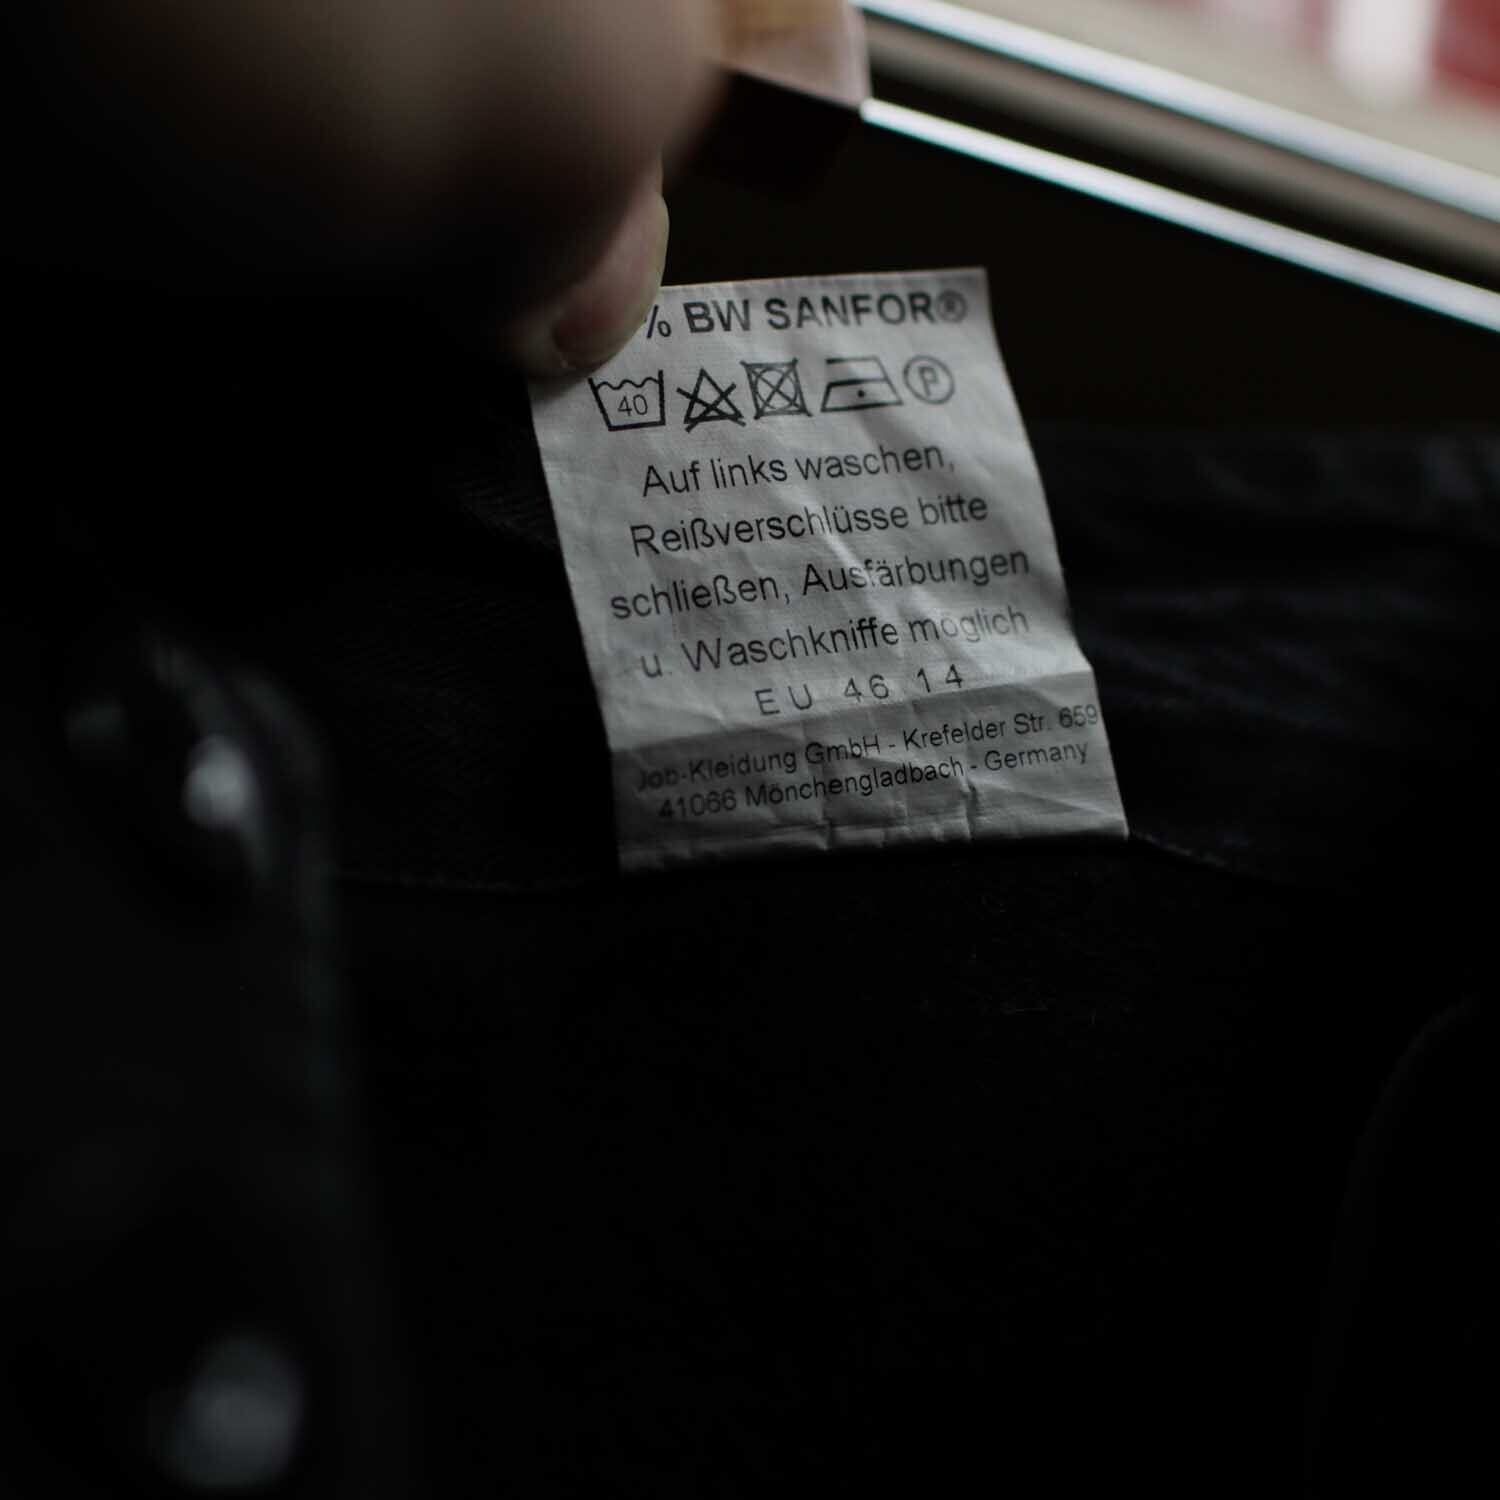 % BW SANFOR®
40 P
Auf links waschen,
Reißverschlüsse bitte
schließen, Ausfärbungen
u. Waschkniffe möglich
EU 46 14
Job-Kleidung GmbH - Krefelder Str. 659
41066 Mönchengladbach - Germany